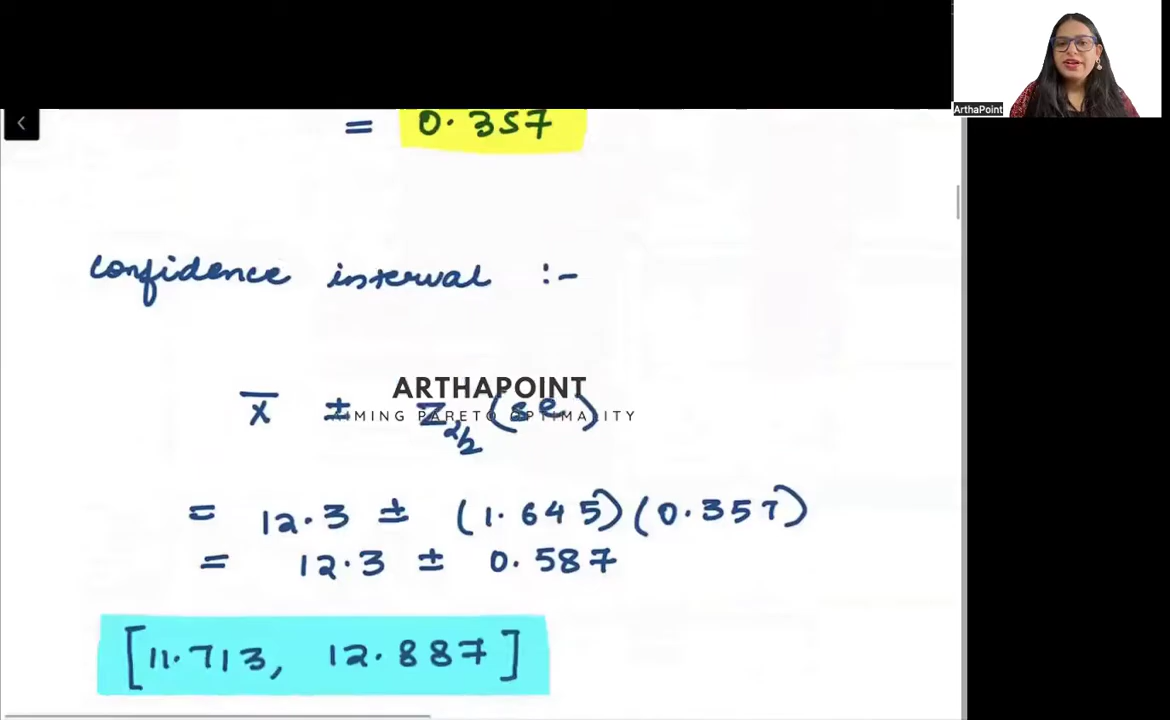 ArthaPoint
= 0.357
confidence interval :-
ARTHAPOINT
AIMING PARETO OPTIMALITY
x̅ ± z α/2 (se)
= 12.3 ± (1.645)(0.357)
= 12.3 ± 0.587
[11.713, 12.887]